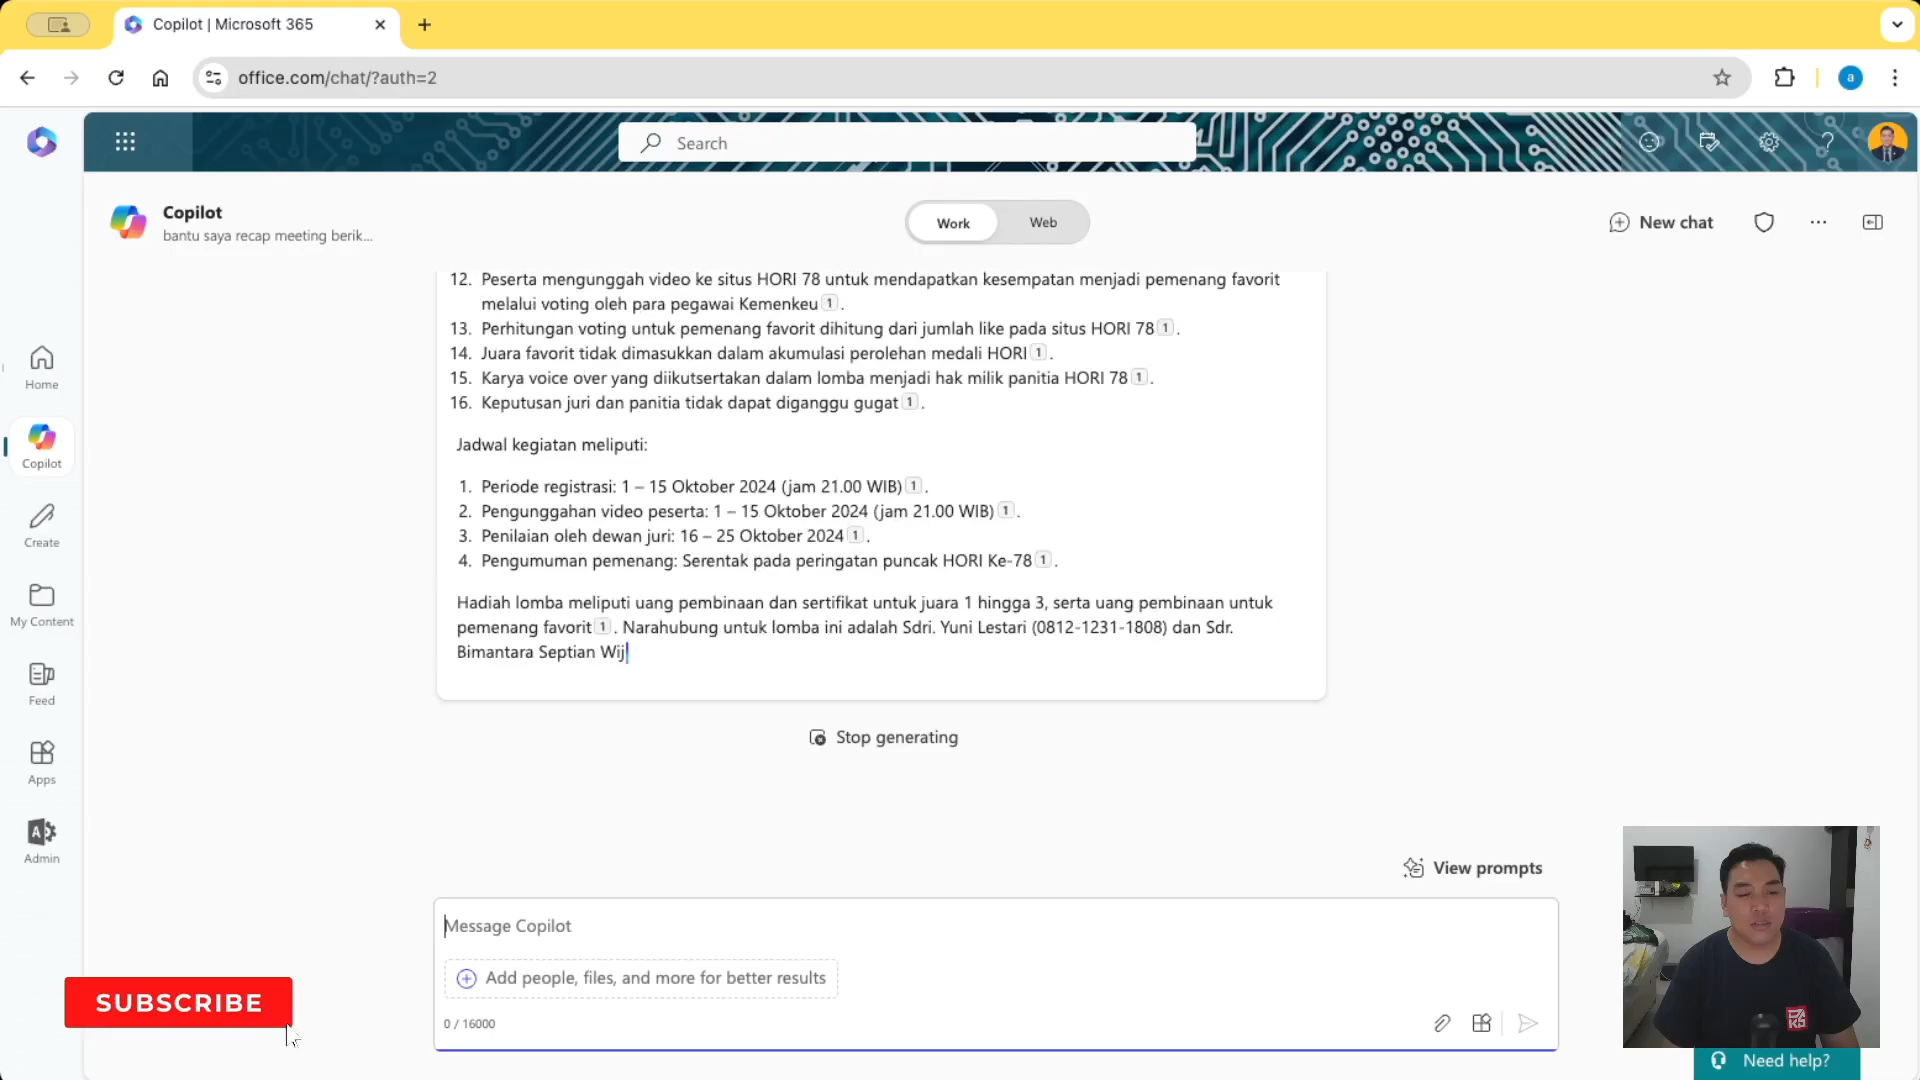 Copilot | Microsoft 365
office.com/chat/?auth=2
a
Search
Copilot
bantu saya recap meeting berik...
Work
Web
New chat
12. Peserta mengunggah video ke situs HORI 78 untuk mendapatkan kesempatan menjadi pemenang favorit
melalui voting oleh para pegawai Kemenkeu 1 .
13. Perhitungan voting untuk pemenang favorit dihitung dari jumlah like pada situs HORI 78 1 .
14. Juara favorit tidak dimasukkan dalam akumulasi perolehan medali HORI 1 .
15. Karya voice over yang diikutsertakan dalam lomba menjadi hak milik panitia HORI 78 1 .
16. Keputusan juri dan panitia tidak dapat diganggu gugat 1 .
Jadwal kegiatan meliputi:
1. Periode registrasi: 1 – 15 Oktober 2024 (jam 21.00 WIB) 1 .
2. Pengunggahan video peserta: 1 – 15 Oktober 2024 (jam 21.00 WIB) 1 .
3. Penilaian oleh dewan juri: 16 – 25 Oktober 2024 1 .
4. Pengumuman pemenang: Serentak pada peringatan puncak HORI Ke-78 1 .
Hadiah lomba meliputi uang pembinaan dan sertifikat untuk juara 1 hingga 3, serta uang pembinaan untuk
pemenang favorit 1 . Narahubung untuk lomba ini adalah Sdri. Yuni Lestari (0812-1231-1808) dan Sdr.
Bimantara Septian Wij
Stop generating
Home
Copilot
Create
My Content
Feed
Apps
Admin
View prompts
Message Copilot
Add people, files, and more for better results
0 / 16000
SUBSCRIBE
Need help?